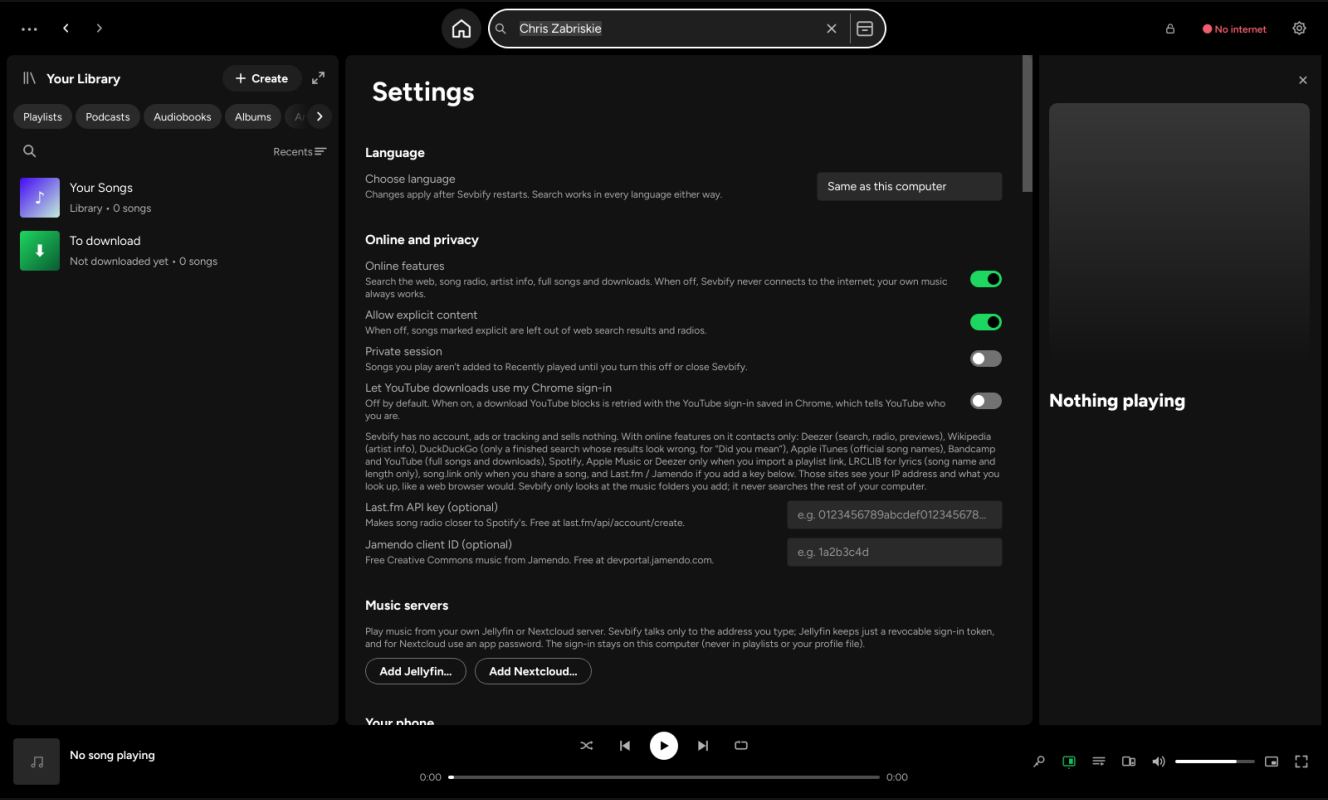 Chris Zabriskie
No internet
Your Library
Create
Playlists
Podcasts
Audiobooks
Albums
Recents
Your Songs
Library • 0 songs
To download
Not downloaded yet • 0 songs
Settings
Language
Choose language
Changes apply after Sevbify restarts. Search works in every language either way.
Same as this computer
Online and privacy
Online features
Search the web, song radio, artist info, full songs and downloads. When off, Sevbify never connects to the internet; your own music
always works.
Allow explicit content
When off, songs marked explicit are left out of web search results and radios.
Private session
Songs you play aren't added to Recently played until you turn this off or close Sevbify.
Let YouTube downloads use my Chrome sign-in
Off by default. When on, a download YouTube blocks is retried with the YouTube sign-in saved in Chrome, which tells YouTube who
you are.
Sevbify has no account, ads or tracking and sells nothing. With online features on it contacts only: Deezer (search, radio, previews), Wikipedia
(artist info), DuckDuckGo (only a finished search whose results look wrong, for "Did you mean"), Apple iTunes (official song names), Bandcamp
and YouTube (full songs and downloads), Spotify, Apple Music or Deezer only when you import a playlist link, LRCLIB for lyrics (song name and
length only), song.link only when you share a song, and Last.fm / Jamendo if you add a key below. Those sites see your IP address and what you
look up, like a web browser would. Sevbify only looks at the music folders you add; it never searches the rest of your computer.
Last.fm API key (optional)
Makes song radio closer to Spotify's. Free at last.fm/api/account/create.
e.g. 0123456789abcdef012345678...
Jamendo client ID (optional)
Free Creative Commons music from Jamendo. Free at devportal.jamendo.com.
e.g. 1a2b3c4d
Music servers
Play music from your own Jellyfin or Nextcloud server. Sevbify talks only to the address you type; Jellyfin keeps just a revocable sign-in token,
and for Nextcloud use an app password. The sign-in stays on this computer (never in playlists or your profile file).
Add Jellyfin...
Add Nextcloud...
Your phone
Nothing playing
No song playing
0:00
0:00